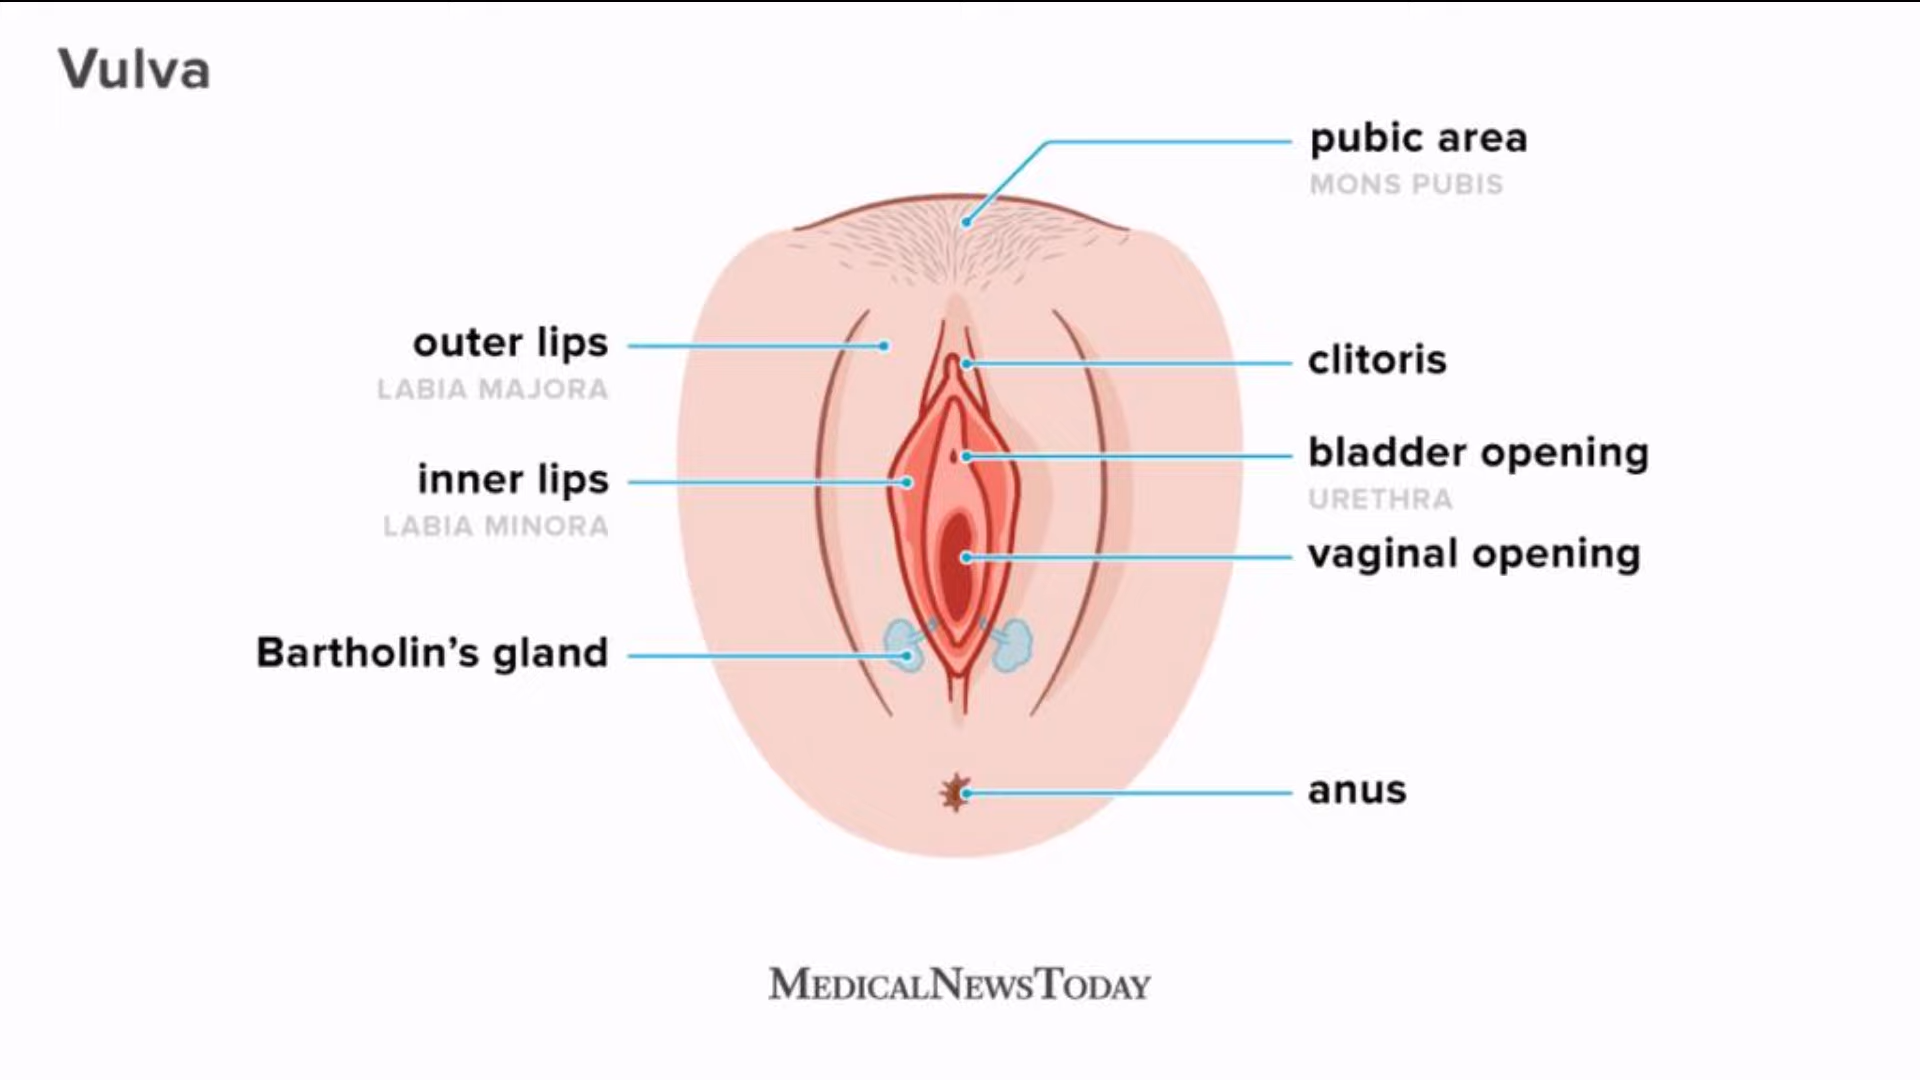 Vulva
pubic area
MONS PUBIS
outer lips
LABIA MAJORA
clitoris
bladder opening
URETHRA
inner lips
LABIA MINORA
vaginal opening
Bartholin’s gland
anus
MEDICALNEWSTODAY